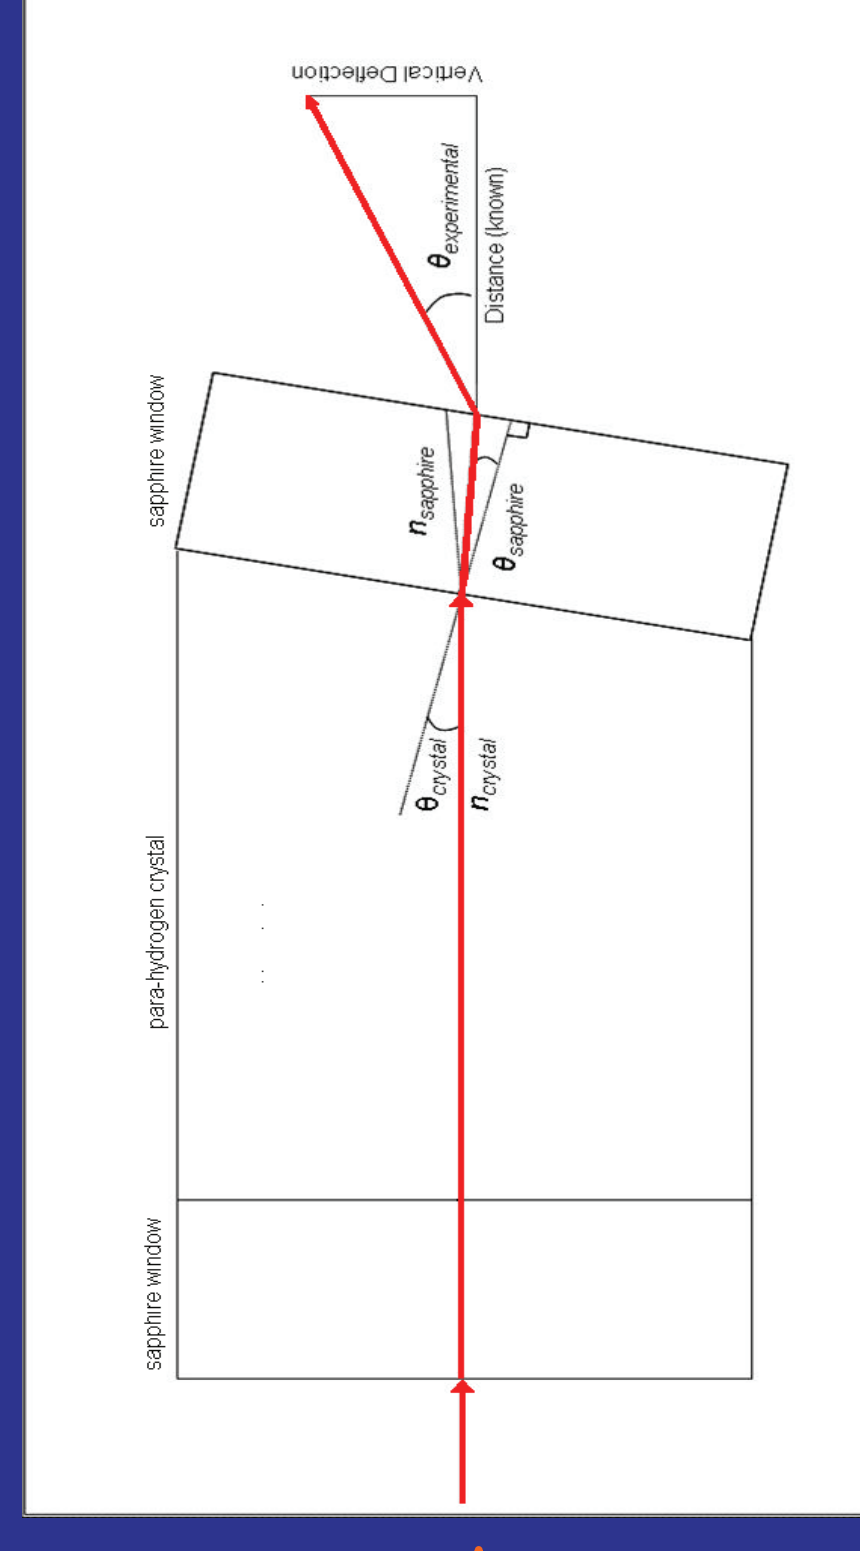 sapphire window
para-hydrogen crystal
sapphire window
θcrystal
ncrystal
nsapphire
θsapphire
θexperimental
Distance (known)
Vertical Deflection